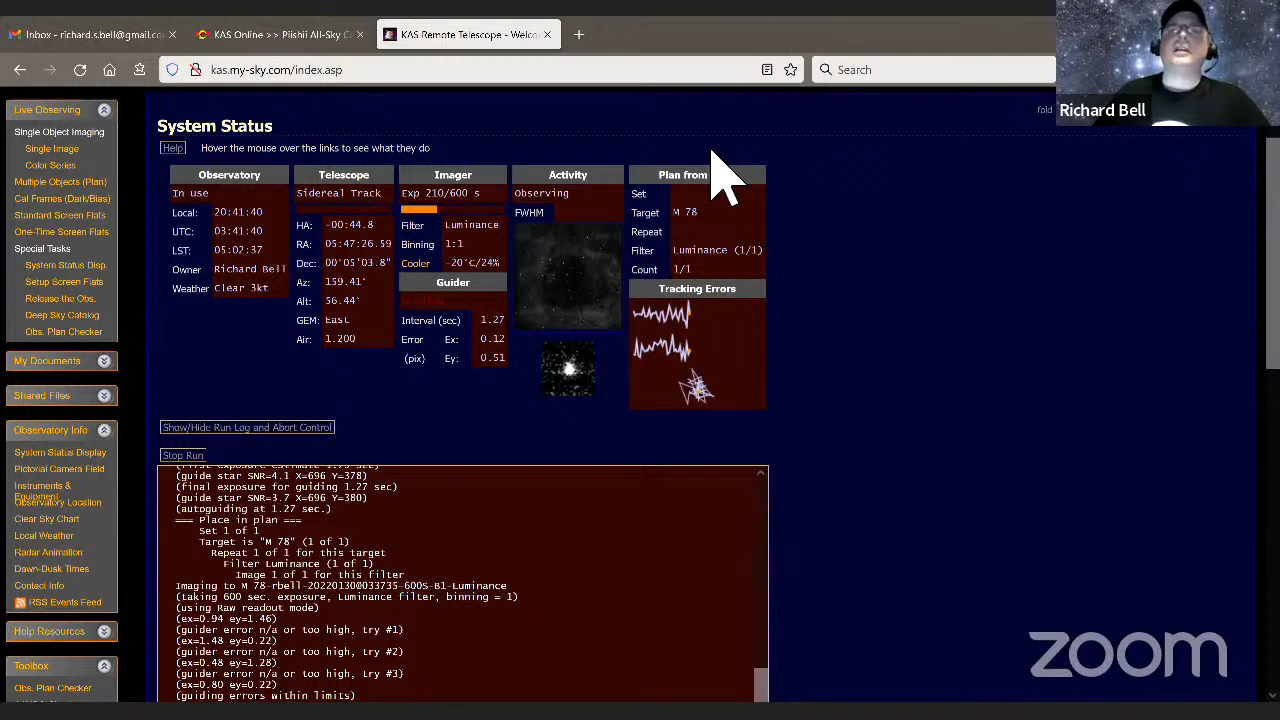 Inbox - richard.s.bell@gmail.co
KAS Online >> Piishii All-Sky C
KAS Remote Telescope - Welco
kas.my-sky.com/index.asp
Search
Richard Bell
Live Observing
Single Object Imaging
Single Image
Color Series
Multiple Objects (Plan)
Cal Frames (Dark/Bias)
Standard Screen Flats
One-Time Screen Flats
Special Tasks
System Status Disp.
Setup Screen Flats
Release the Obs.
Deep Sky Catalog
Obs. Plan Checker
My Documents
Shared Files
Observatory Info
System Status Display
Pictorial Camera Field
Instruments &
Equipment
Observatory Location
Clear Sky Chart
Local Weather
Radar Animation
Dawn-Dusk Times
Contact Info
RSS Events Feed
Help Resources
Toolbox
Obs. Plan Checker
System Status
fold
Help
Hover the mouse over the links to see what they do
Observatory
In use
Local: 20:41:40
UTC: 03:41:40
LST: 05:02:37
Owner Richard Bell
Weather Clear 3kt
Telescope
Sidereal Track
HA: -00:44.8
RA: 05:47:26.59
Dec: 00°05'03.8"
Az: 159.41°
Alt: 56.44°
GEM: East
Air: 1.200
Imager
Exp 210/600 s
Filter Luminance
Binning 1:1
Cooler -20°C/24%
Guider
Interval (sec) 1.27
Error Ex: 0.12
(pix) Ey: 0.51
Activity
Observing
FWHM
Plan from
Set
Target M 78
Repeat
Filter Luminance (1/1)
Count 1/1
Tracking Errors
Show/Hide Run Log and Abort Control
Stop Run
(first exposure estimate 1.79 sec)
(guide star SNR=4.1 X=696 Y=378)
(final exposure for guiding 1.27 sec)
(guide star SNR=3.7 X=696 Y=380)
(autoguiding at 1.27 sec.)
=== Place in plan ===
Set 1 of 1
Target is "M 78" (1 of 1)
Repeat 1 of 1 for this target
Filter Luminance (1 of 1)
Image 1 of 1 for this filter
Imaging to M 78-rbell-20220130@033735-600S-B1-Luminance
(taking 600 sec. exposure, Luminance filter, binning = 1)
(using Raw readout mode)
(ex=0.94 ey=1.46)
(guider error n/a or too high, try #1)
(ex=1.48 ey=0.22)
(guider error n/a or too high, try #2)
(ex=0.48 ey=1.28)
(guider error n/a or too high, try #3)
(ex=0.80 ey=0.22)
(guiding errors within limits)
zoom